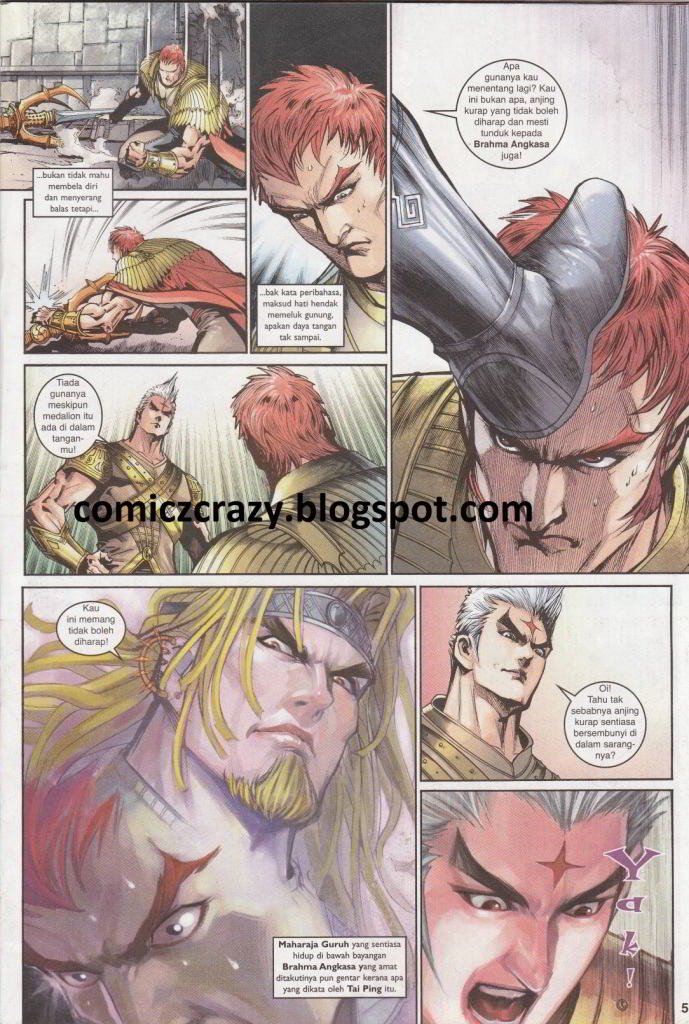 ...bukan tidak mahu
membela diri
dan menyerang
balas tetapi...
...bak kata peribahasa,
maksud hati hendak
memeluk gunung,
apakan daya tangan
tak sampai.
Apa
gunanya kau
menentang lagi? Kau
ini bukan apa, anjing
kurap yang tidak boleh
diharap dan mesti
tunduk kepada
Brahma Angkasa
juga!
Tiada
gunanya
meskipun
medalion itu
ada di dalam
tangan-
mu!
comiczcrazy.blogspot.com
Kau
ini memang
tidak boleh
diharap!
Maharaja Guruh yang sentiasa
hidup di bawah bayangan
Brahma Angkasa yang amat
ditakutinya pun gentar kerana apa
yang dikata oleh Tai Ping itu.
Oi!
Tahu tak
sebabnya anjing
kurap sentiasa
bersembunyi di
dalam sarang-
nya?
Yak!
5